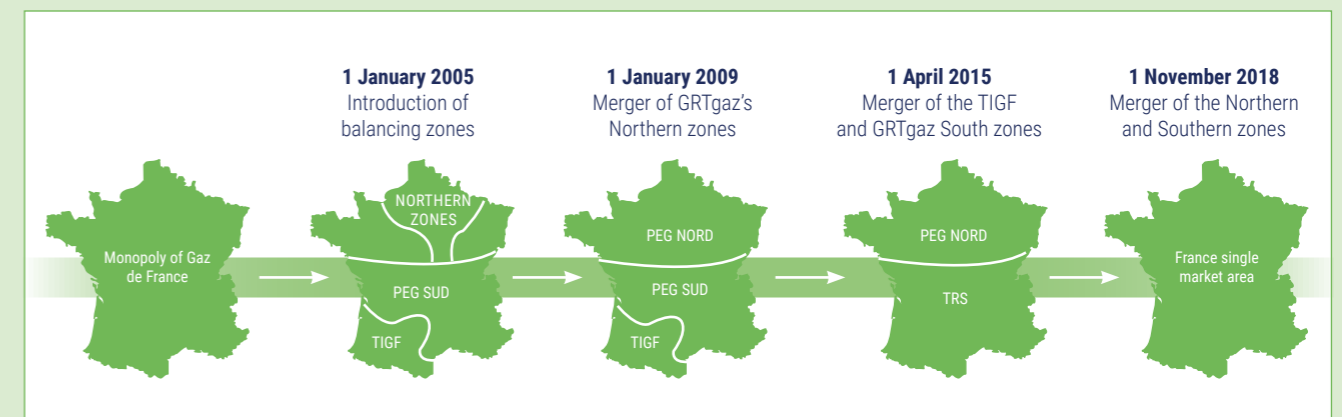 1 January 2005
Introduction of
balancing zones
1 January 2009
Merger of GRTgaz's
Northern zones
1 April 2015
Merger of the TIGF
and GRTgaz South zones
1 November 2018
Merger of the Northern
and Southern zones
Monopoly of Gaz
de France
NORTHERN
ZONES
PEG SUD
TIGF
PEG NORD
PEG SUD
TIGF
PEG NORD
TRS
France single
market area